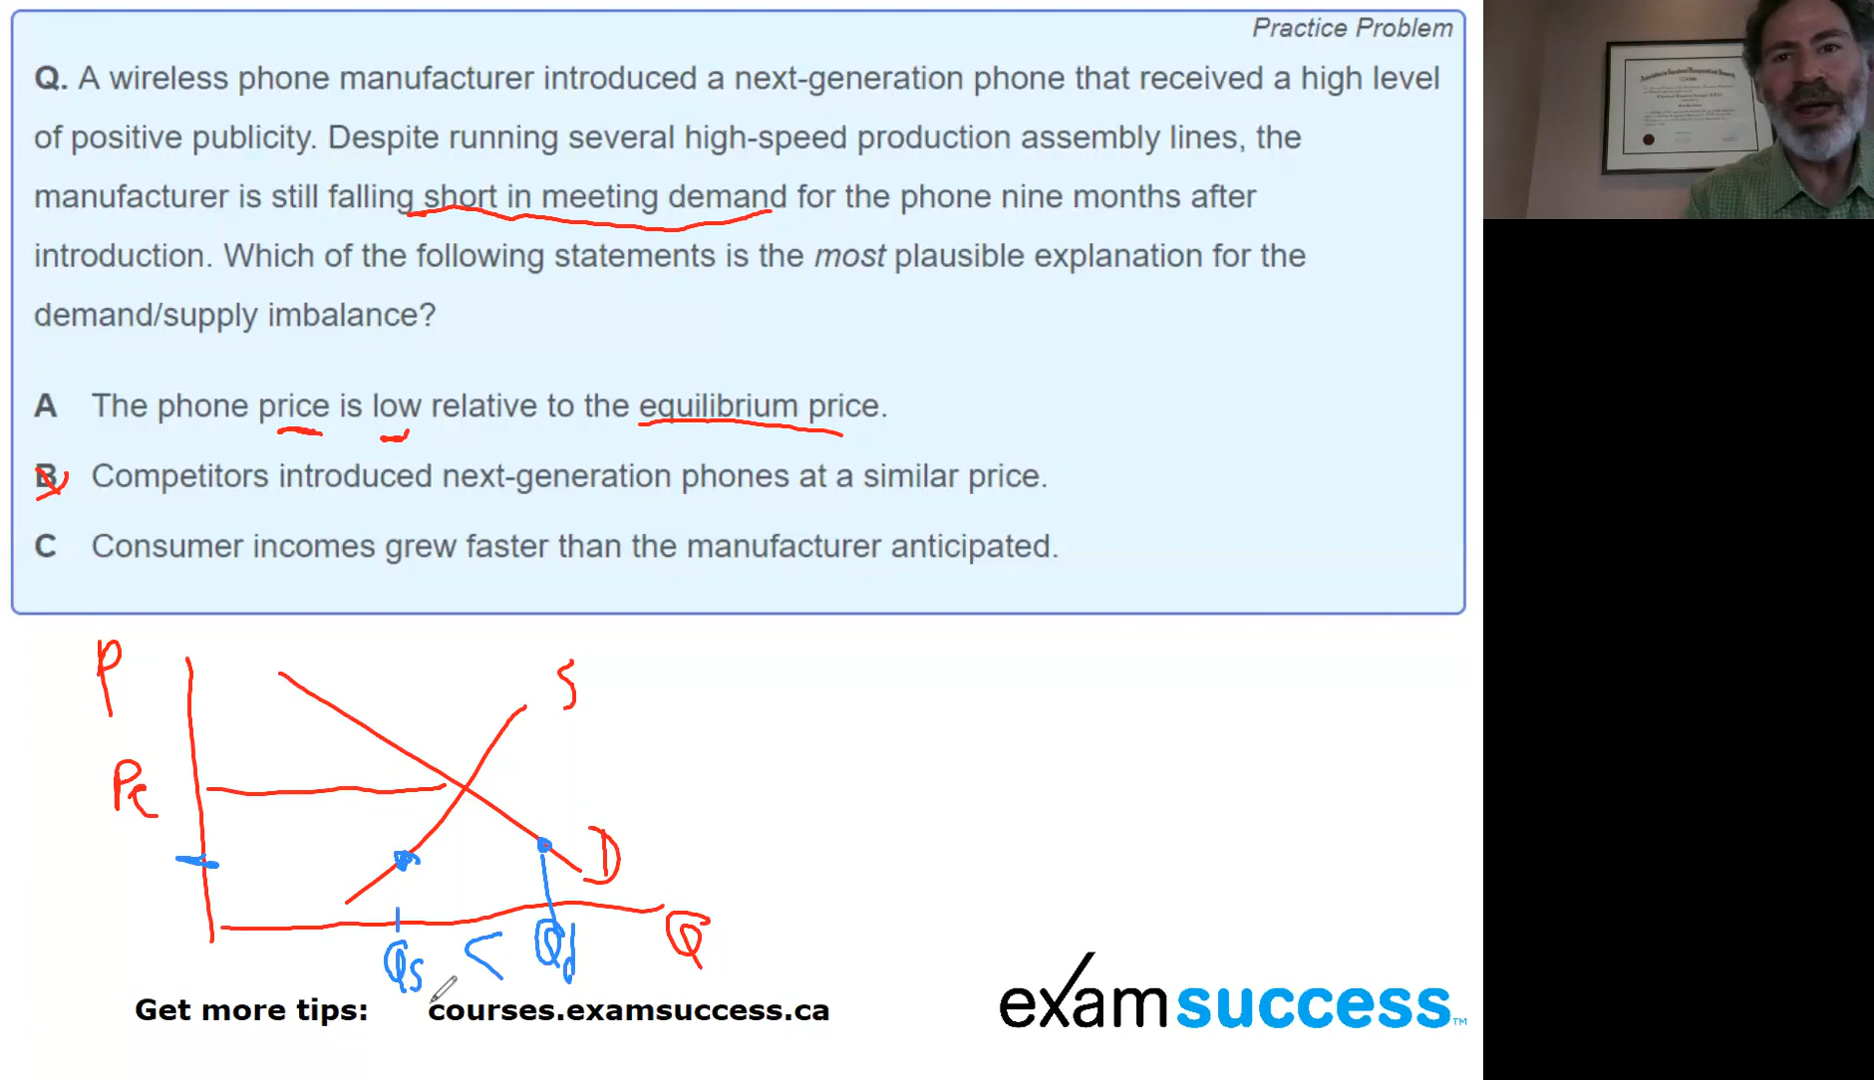 Practice Problem
Q. A wireless phone manufacturer introduced a next-generation phone that received a high level
of positive publicity. Despite running several high-speed production assembly lines, the
manufacturer is still falling short in meeting demand for the phone nine months after
introduction. Which of the following statements is the most plausible explanation for the
demand/supply imbalance?
A The phone price is low relative to the equilibrium price.
B Competitors introduced next-generation phones at a similar price.
C Consumer incomes grew faster than the manufacturer anticipated.
P
S
PE
D
Q
Qs < Qd
Get more tips: courses.examsuccess.ca
examsuccess™